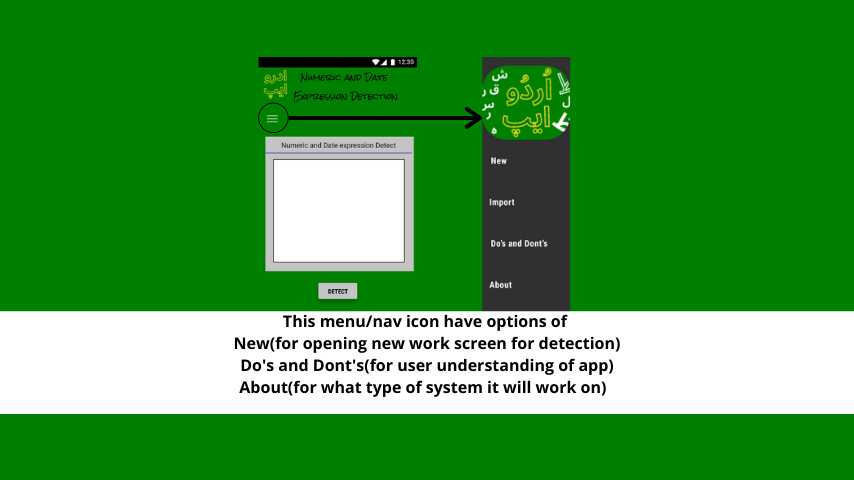 12:30
اردو
ایپ
Numeric and Date
Expression Detection
Numeric and Date expression Detect
DETECT
ش
ق
س
ہ
اُردُو
ایپ
ل
New
Import
Do's and Dont's
About
This menu/nav icon have options of
New(for opening new work screen for detection)
Do's and Dont's(for user understanding of app)
About(for what type of system it will work on)